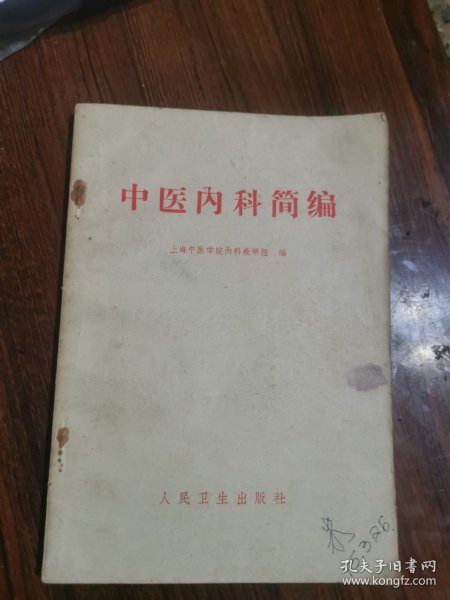 中医内科简编
上海中医学院内科教研组 编
人民卫生出版社
孔夫子旧书网
www.kongfz.com